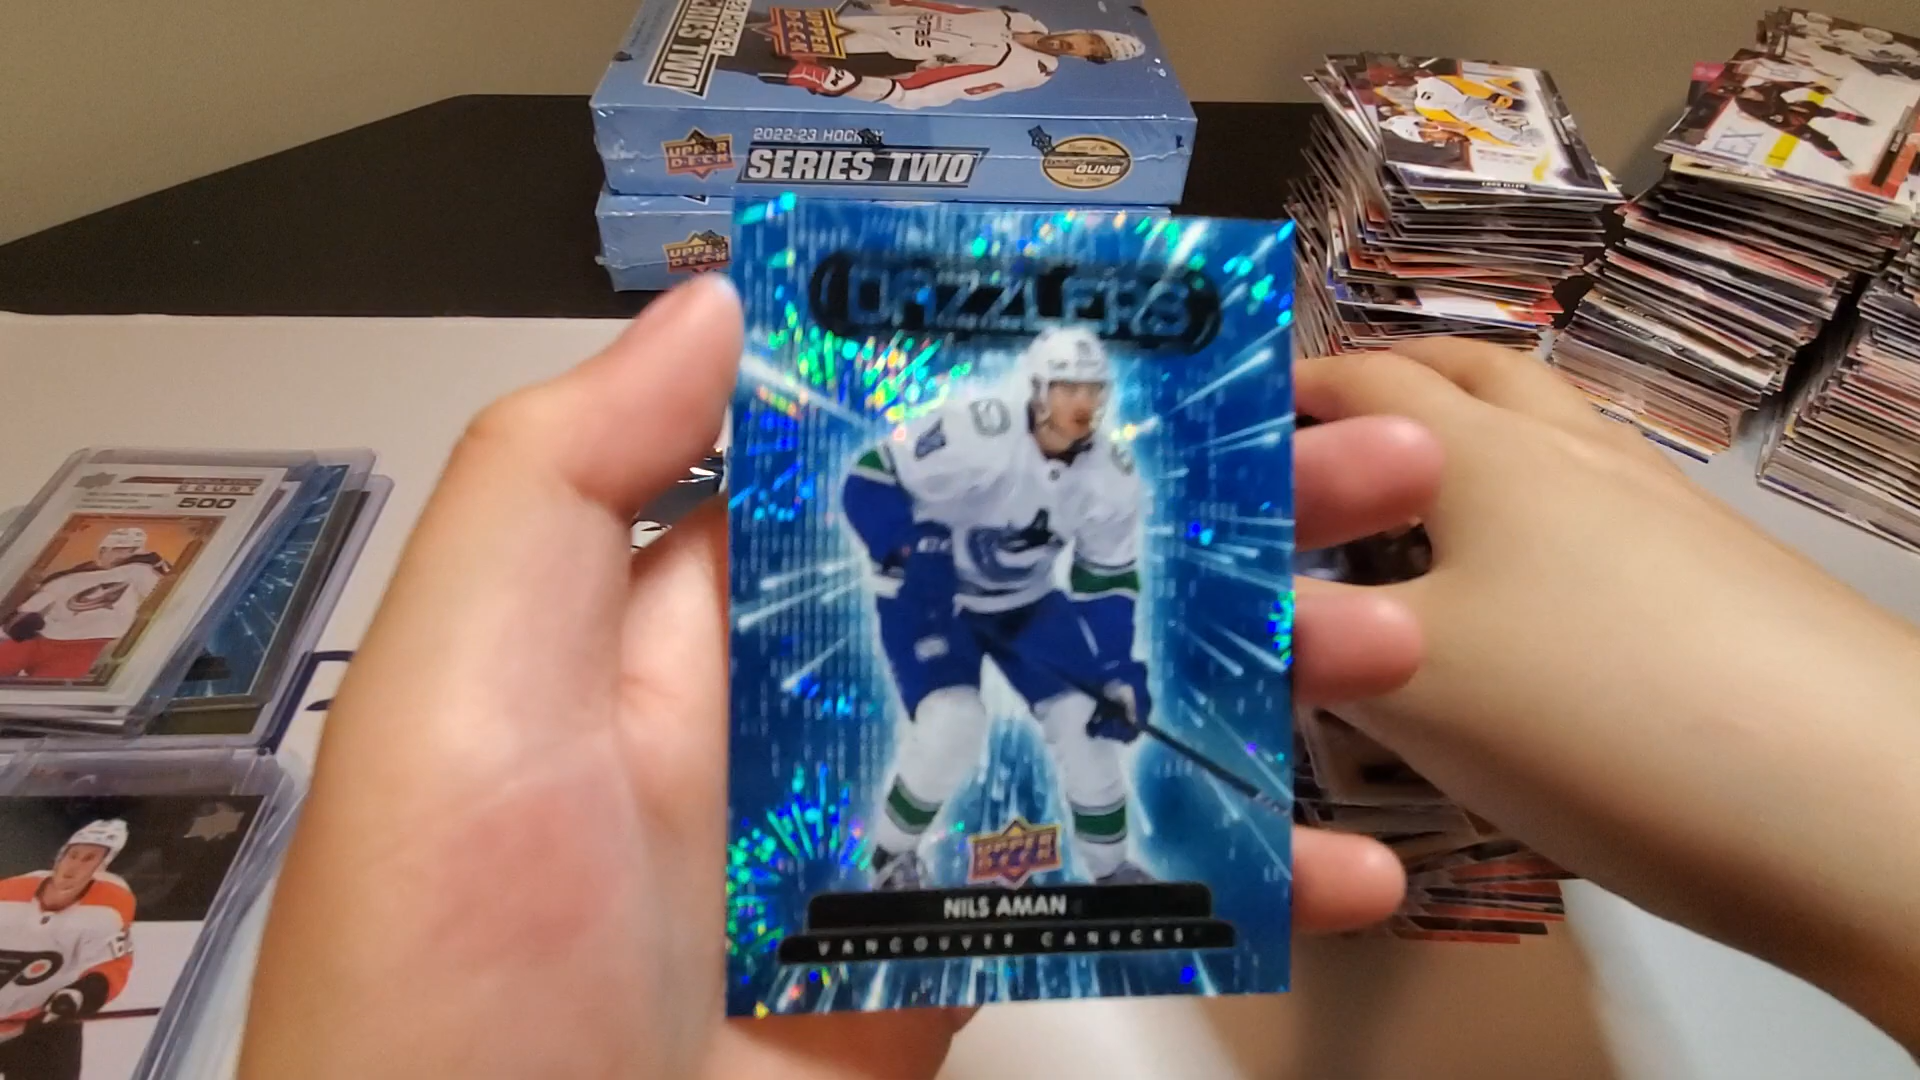 SERIES TWO
UPPER DECK
2022-23 HOCKEY
SERIES TWO
GUNS
UPPER DECK
DAZZLERS
500
UPPER DECK
NILS AMAN
VANCOUVER CANUCKS